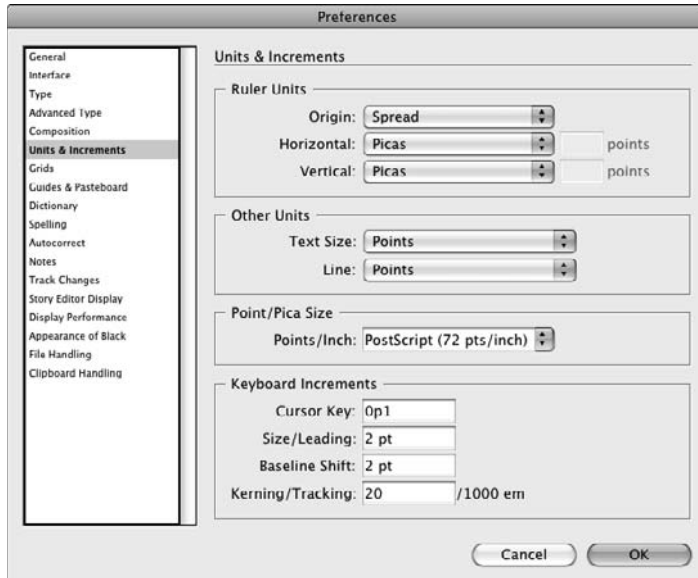 Preferences
General
Interface
Type
Advanced Type
Composition
Units & Increments
Grids
Guides & Pasteboard
Dictionary
Spelling
Autocorrect
Notes
Track Changes
Story Editor Display
Display Performance
Appearance of Black
File Handling
Clipboard Handling
Units & Increments
Ruler Units
Origin: Spread
Horizontal: Picas points
Vertical: Picas points
Other Units
Text Size: Points
Line: Points
Point/Pica Size
Points/Inch: PostScript (72 pts/inch)
Keyboard Increments
Cursor Key: 0p1
Size/Leading: 2 pt
Baseline Shift: 2 pt
Kerning/Tracking: 20 /1000 em
Cancel OK